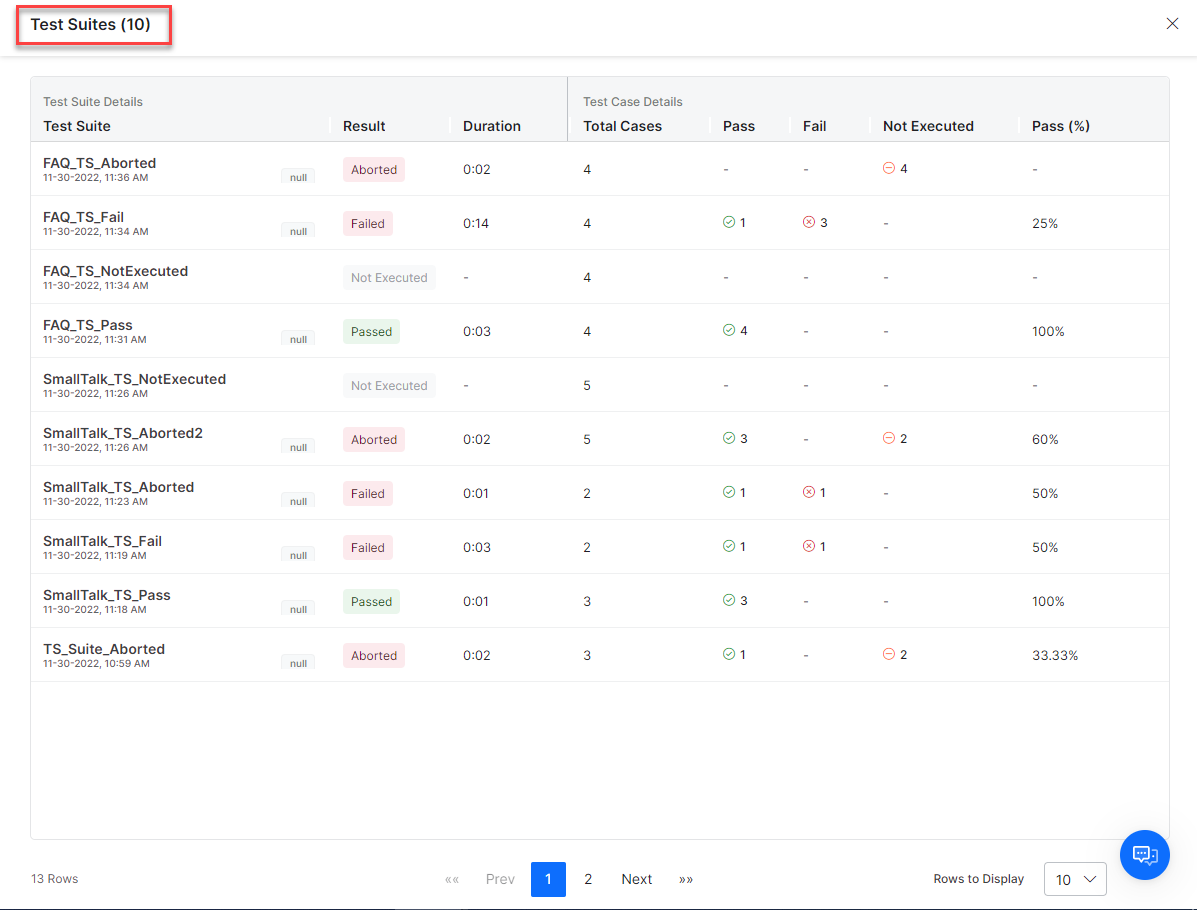 Test Suites (10)
Test Suite Details Test Case Details
Test Suite Result Duration Total Cases Pass Fail Not Executed Pass (%)
FAQ_TS_Aborted
11-30-2022, 11:36 AM null Aborted 0:02 4 - - 4 -
FAQ_TS_Fail
11-30-2022, 11:34 AM null Failed 0:14 4 1 3 - 25%
FAQ_TS_NotExecuted
11-30-2022, 11:34 AM Not Executed - 4 - - - -
FAQ_TS_Pass
11-30-2022, 11:31 AM null Passed 0:03 4 4 - - 100%
SmallTalk_TS_NotExecuted
11-30-2022, 11:26 AM Not Executed - 5 - - - -
SmallTalk_TS_Aborted2
11-30-2022, 11:26 AM null Aborted 0:02 5 3 - 2 60%
SmallTalk_TS_Aborted
11-30-2022, 11:23 AM null Failed 0:01 2 1 1 - 50%
SmallTalk_TS_Fail
11-30-2022, 11:19 AM null Failed 0:03 2 1 1 - 50%
SmallTalk_TS_Pass
11-30-2022, 11:18 AM null Passed 0:01 3 3 - - 100%
TS_Suite_Aborted
11-30-2022, 10:59 AM null Aborted 0:02 3 1 - 2 33.33%
13 Rows «« Prev 1 2 Next »» Rows to Display 10